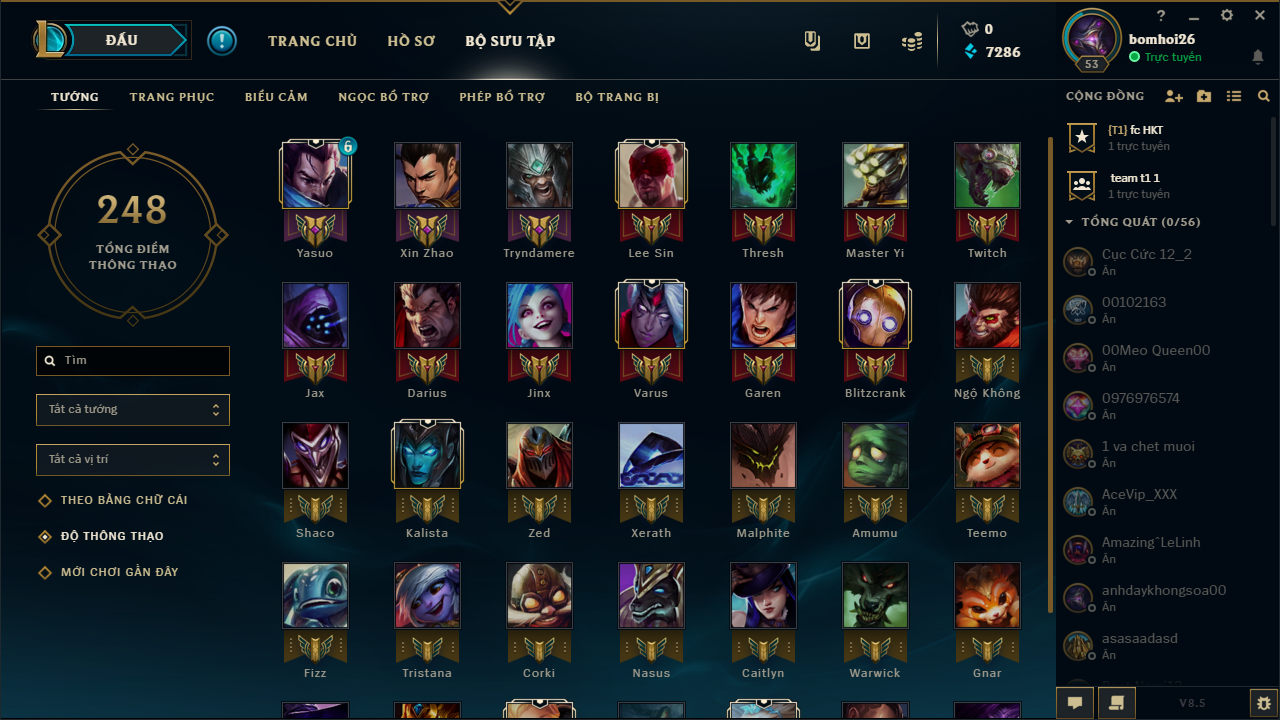 ĐẤU
!
TRANG CHỦ
HỒ SƠ
BỘ SƯU TẬP
0
7286
?
53
bomhoi26
Trực tuyến
TƯỚNG
TRANG PHỤC
BIỂU CẢM
NGỌC BỔ TRỢ
PHÉP BỔ TRỢ
BỘ TRANG BỊ
CỘNG ĐỒNG
248
TỔNG ĐIỂM
THÔNG THẠO
Tìm
Tất cả tướng
Tất cả vị trí
THEO BẢNG CHỮ CÁI
ĐỘ THÔNG THẠO
MỚI CHƠI GẦN ĐÂY
6
Yasuo
Xin Zhao
Tryndamere
Lee Sin
Thresh
Master Yi
Twitch
Jax
Darius
Jinx
Varus
Garen
Blitzcrank
Ngộ Không
Shaco
Kalista
Zed
Xerath
Malphite
Amumu
Teemo
Fizz
Tristana
Corki
Nasus
Caitlyn
Warwick
Gnar
{T1} fc HKT
1 trực tuyến
team t1 1
1 trực tuyến
TỔNG QUÁT (0/56)
Cục Cức 12_2
Ẩn
00102163
Ẩn
00Meo Queen00
Ẩn
0976976574
Ẩn
1 va chet muoi
Ẩn
AceVip_XXX
Ẩn
Amazing^LeLinh
Ẩn
anhdaykhongsoa00
Ẩn
asasaadasd
Ẩn
V8.5